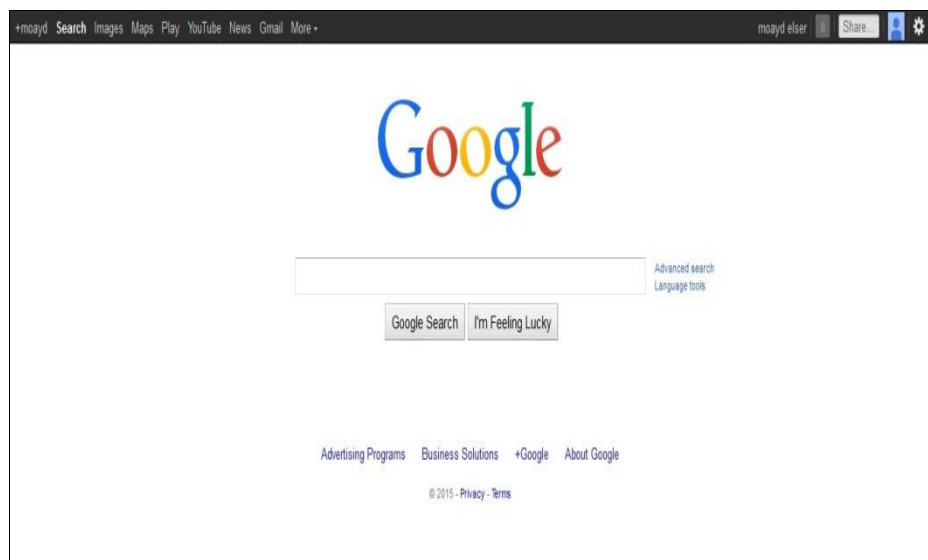 +moayd Search Images Maps Play YouTube News Gmail More moayd elser 0 Share...
Google
Advanced search
Language tools
Google Search I'm Feeling Lucky
Advertising Programs Business Solutions +Google About Google
© 2015 - Privacy - Terms